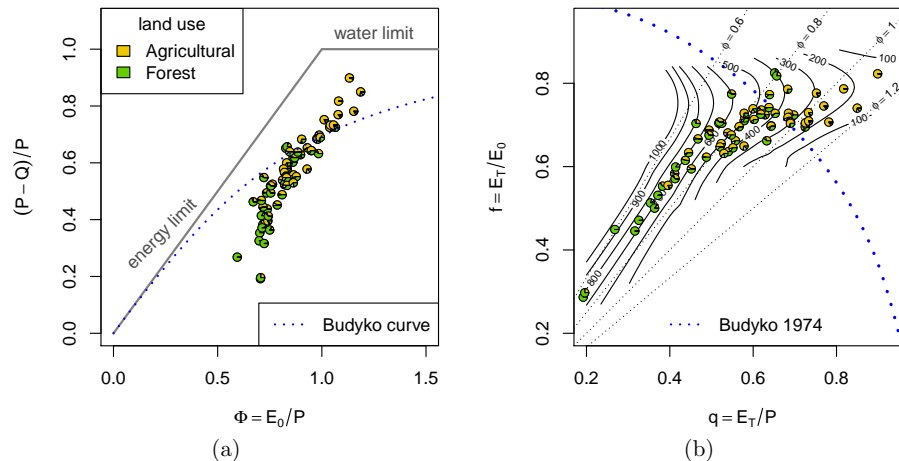 land use
Agricultural
Forest
water limit
energy limit
Budyko curve
(P − Q)/P
0.0
0.2
0.4
0.6
0.8
1.0
0.0
0.5
1.0
1.5
Φ = E0/P
(a)
ϕ = 0.6
ϕ = 0.8
ϕ = 1.
ϕ = 1.2
500
300
200
100
100
1000
600
400
900
800
Budyko 1974
f = ET/E0
0.2
0.4
0.6
0.8
0.2
0.4
0.6
0.8
q = ET/P
(b)